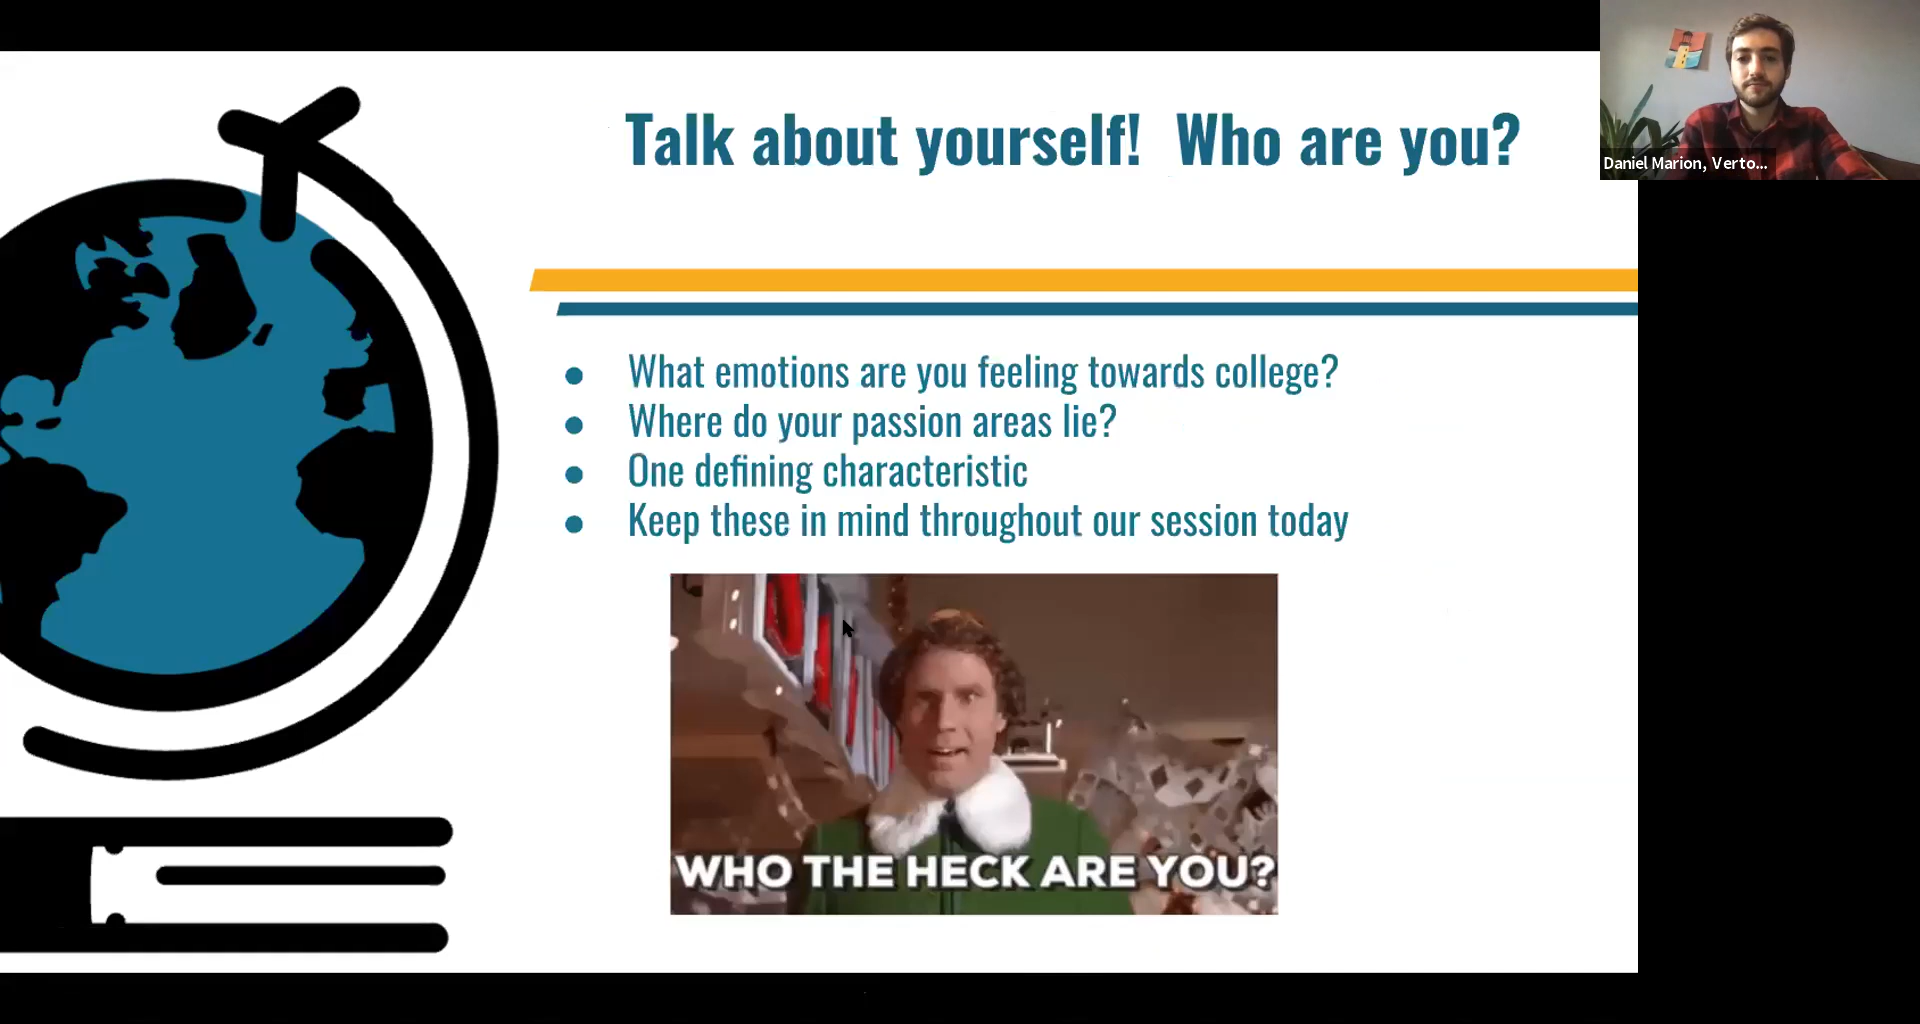 Talk about yourself!  Who are you?
Daniel Marion, Verto...
What emotions are you feeling towards college?
Where do your passion areas lie?
One defining characteristic
Keep these in mind throughout our session today
WHO THE HECK ARE YOU?